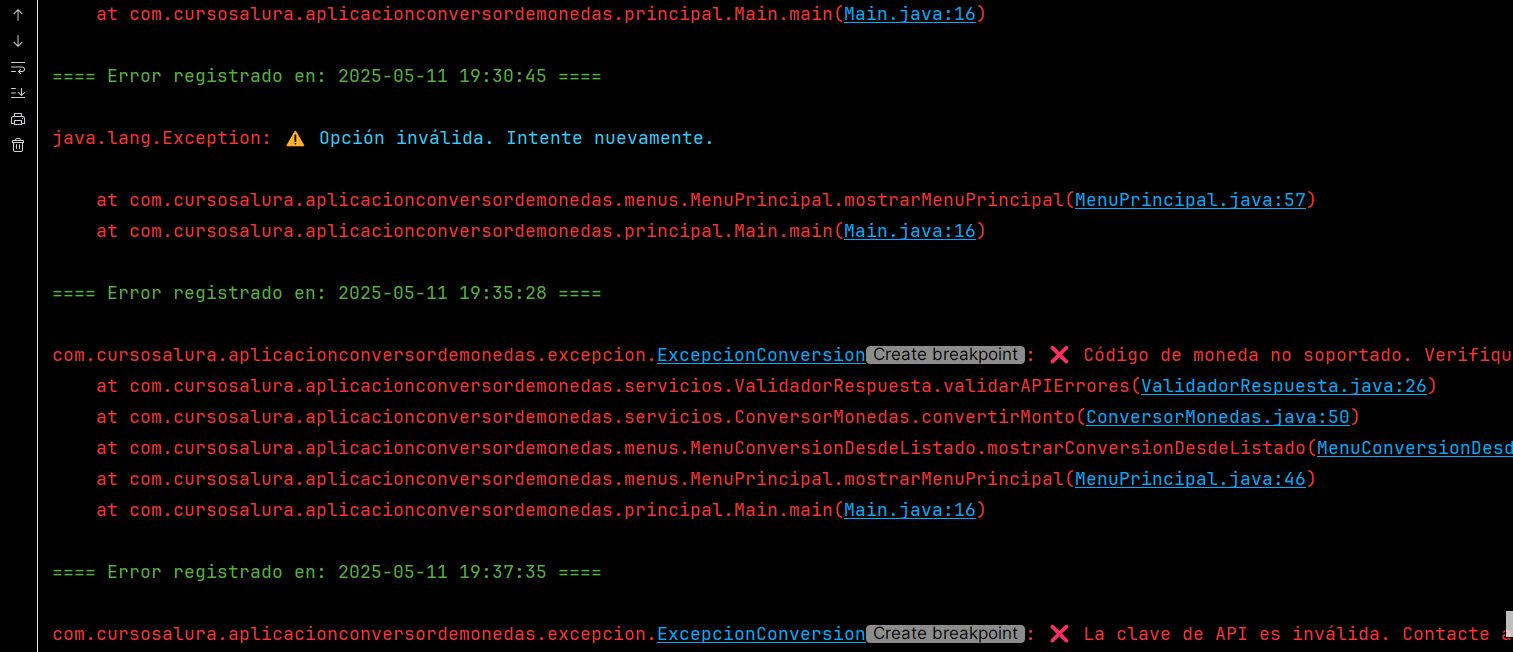 at com.cursosalura.aplicacionconversordemonedas.principal.Main.main(Main.java:16)
==== Error registrado en: 2025-05-11 19:30:45 ====
java.lang.Exception: ⚠️ Opción inválida. Intente nuevamente.
at com.cursosalura.aplicacionconversordemonedas.menus.MenuPrincipal.mostrarMenuPrincipal(MenuPrincipal.java:57)
at com.cursosalura.aplicacionconversordemonedas.principal.Main.main(Main.java:16)
==== Error registrado en: 2025-05-11 19:35:28 ====
com.cursosalura.aplicacionconversordemonedas.excepcion.ExcepcionConversion Create breakpoint : ❌ Código de moneda no soportado. Verifiqu
at com.cursosalura.aplicacionconversordemonedas.servicios.ValidadorRespuesta.validarAPIErrores(ValidadorRespuesta.java:26)
at com.cursosalura.aplicacionconversordemonedas.servicios.ConversorMonedas.convertirMonto(ConversorMonedas.java:50)
at com.cursosalura.aplicacionconversordemonedas.menus.MenuConversionDesdeListado.mostrarConversionDesdeListado(MenuConversionDesd
at com.cursosalura.aplicacionconversordemonedas.menus.MenuPrincipal.mostrarMenuPrincipal(MenuPrincipal.java:46)
at com.cursosalura.aplicacionconversordemonedas.principal.Main.main(Main.java:16)
==== Error registrado en: 2025-05-11 19:37:35 ====
com.cursosalura.aplicacionconversordemonedas.excepcion.ExcepcionConversion Create breakpoint : ❌ La clave de API es inválida. Contacte a